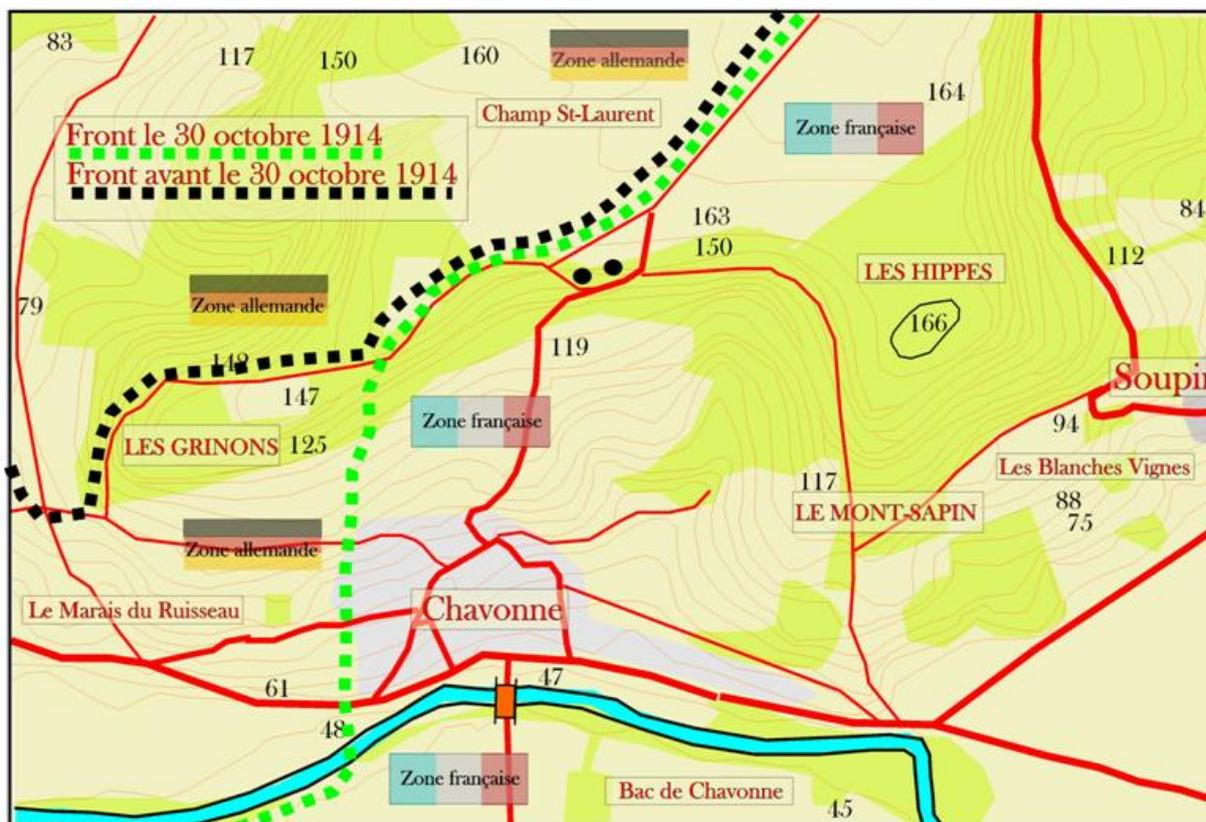 83
117
150
160
Zone allemande
Front le 30 octobre 1914
Front avant le 30 octobre 1914
Champ St-Laurent
164
Zone française
84
163
150
112
LES HIPPES
166
79
Zone allemande
119
147
Zone française
LES GRINONS
125
94
Les Blanches Vignes
88
75
117
LE MONT-SAPIN
Zone allemande
Le Marais du Ruisseau
Chavonne
61
47
48
Zone française
Bac de Chavonne
45